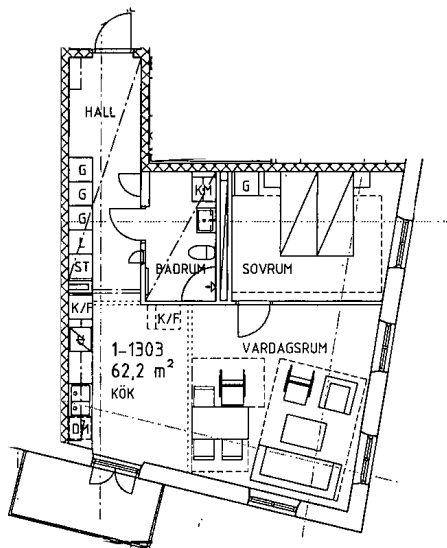 HALL
G
G
G
L
ST
K/F
KM
G
BADRUM
SOVRUM
K/F
VARDAGSRUM
1-1303
62,2 m²
KÖK
DM